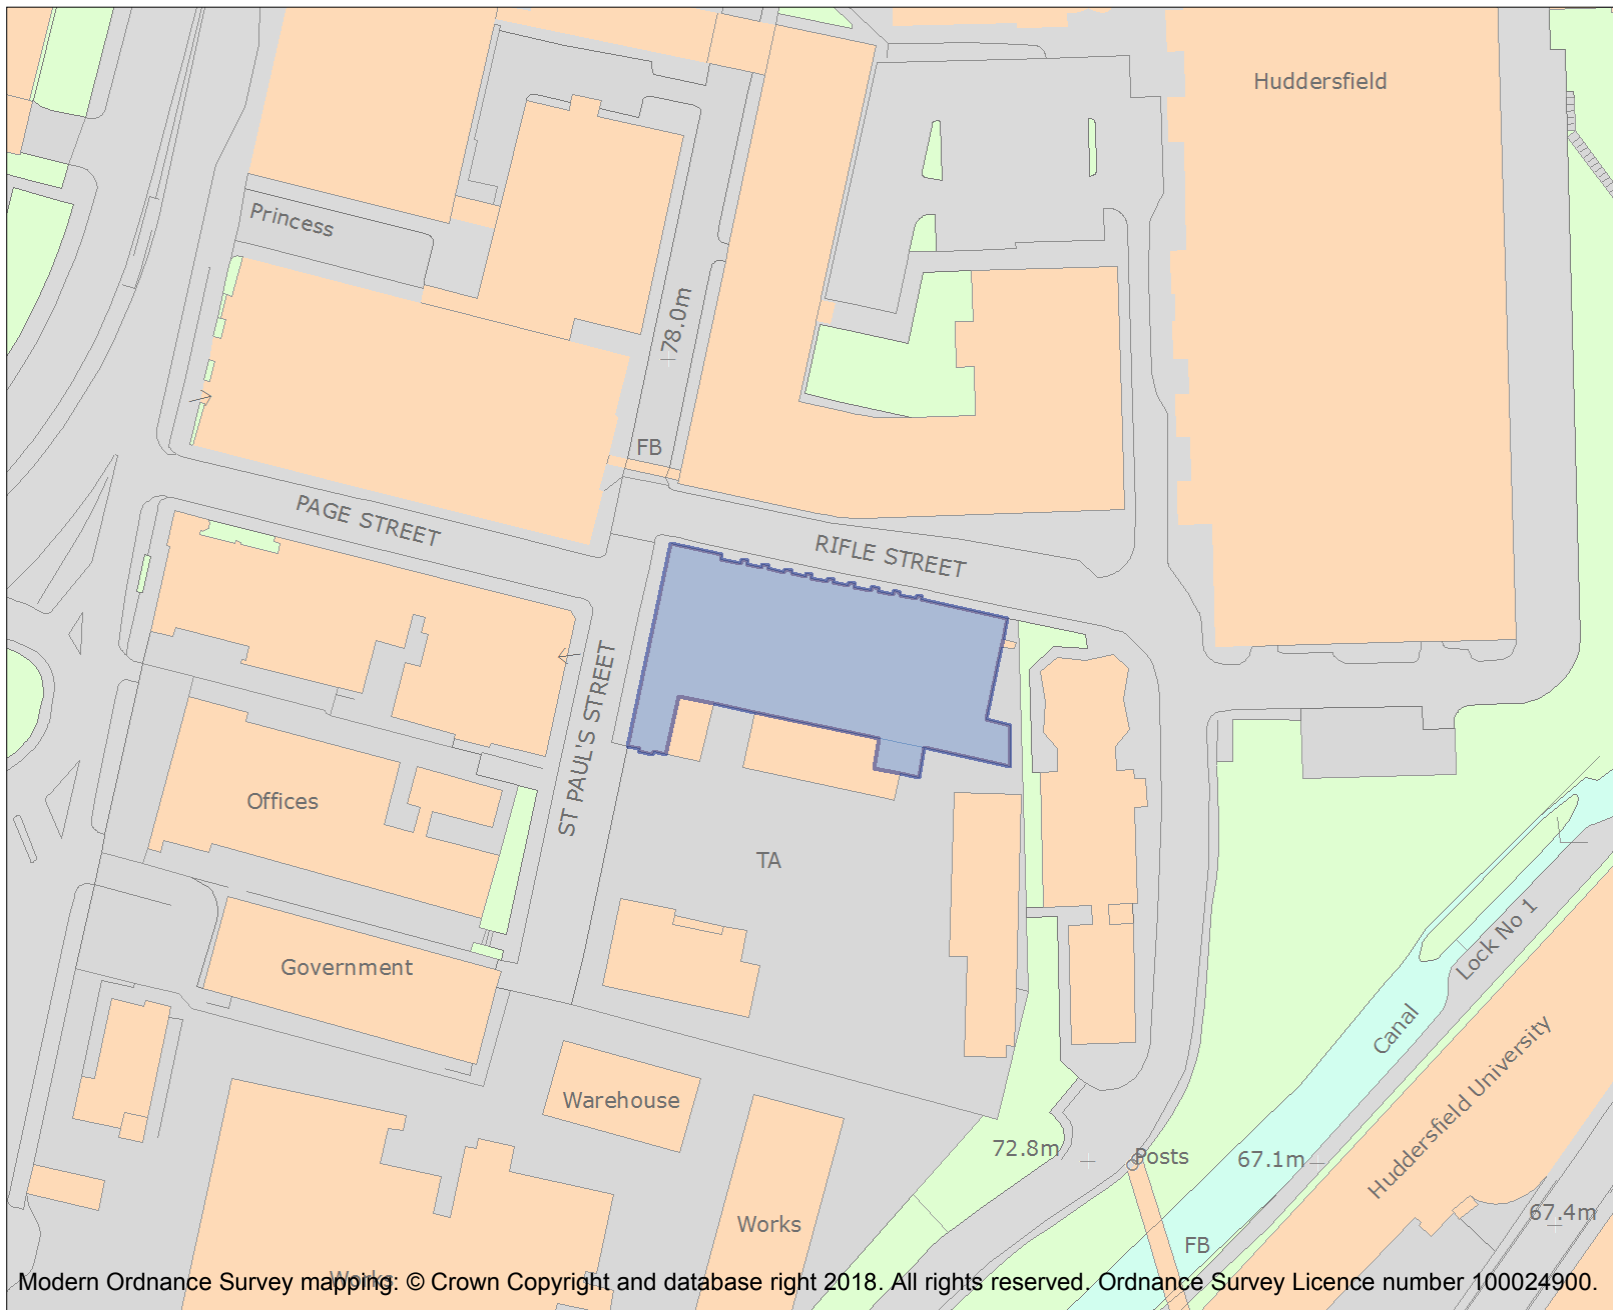 Huddersfield
Princess
78.0m
FB
PAGE STREET
RIFLE STREET
ST PAUL'S STREET
Offices
TA
Lock No 1
Government
Canal
Huddersfield University
Warehouse
72.8m
Posts
67.1m
67.4m
Works
FB
Works
Modern Ordnance Survey mapping: © Crown Copyright and database right 2018. All rights reserved. Ordnance Survey Licence number 100024900.